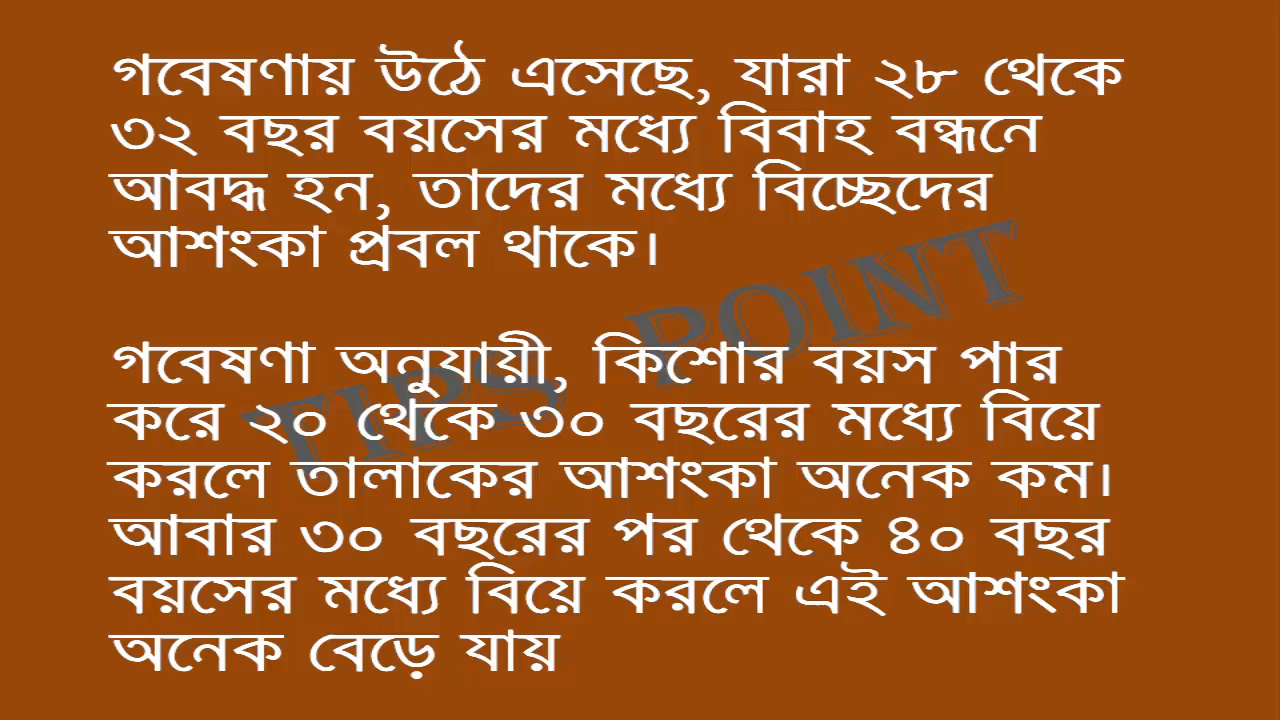 গবেষণায় উঠে এসেছে, যারা ২৮ থেকে
৩২ বছর বয়সের মধ্যে বিবাহ বন্ধনে
আবদ্ধ হন, তাদের মধ্যে বিচ্ছেদের
আশংকা প্রবল থাকে।
গবেষণা অনুযায়ী, কিশোর বয়স পার
করে ২০ থেকে ৩০ বছরের মধ্যে বিয়ে
করলে তালাকের আশংকা অনেক কম।
আবার ৩০ বছরের পর থেকে ৪০ বছর
বয়সের মধ্যে বিয়ে করলে এই আশংকা
অনেক বেড়ে যায়
TIPS POINT